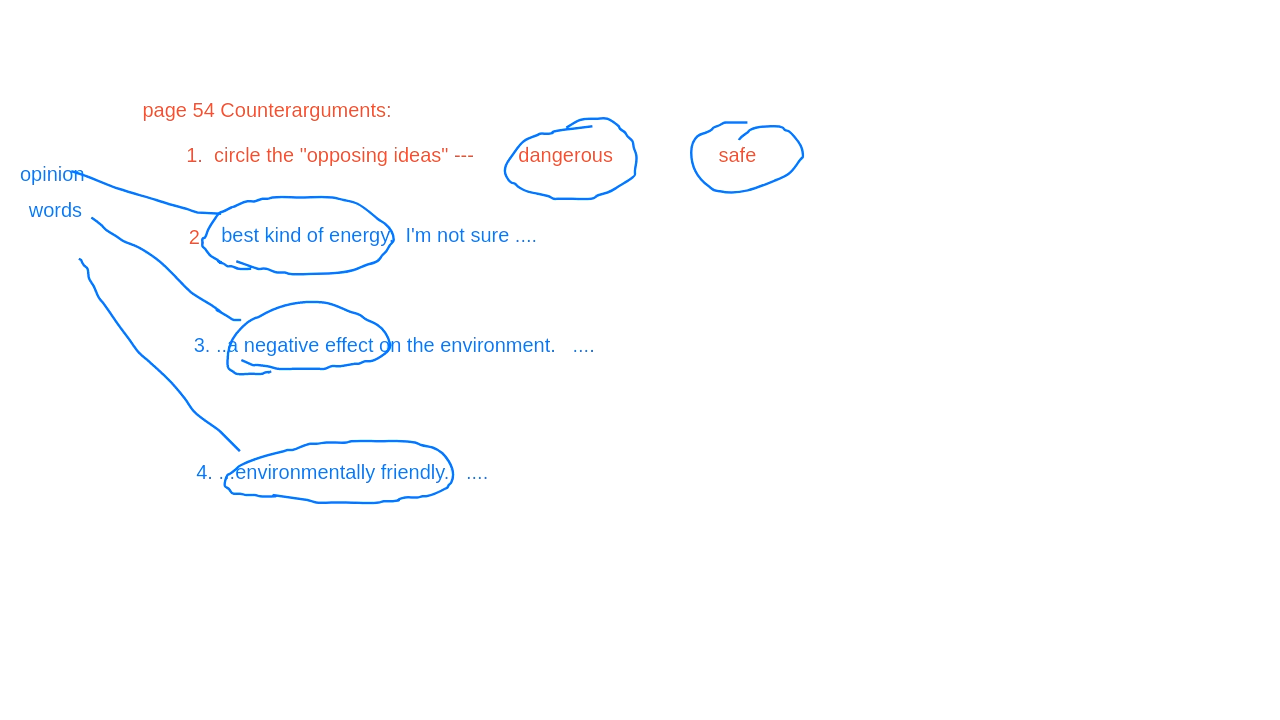 page 54 Counterarguments:
1.  circle the "opposing ideas" --- dangerous safe
opinion
words
2. best kind of energy.  I'm not sure ....
3. ..a negative effect on the environment.   ....
4. ...environmentally friendly.   ....